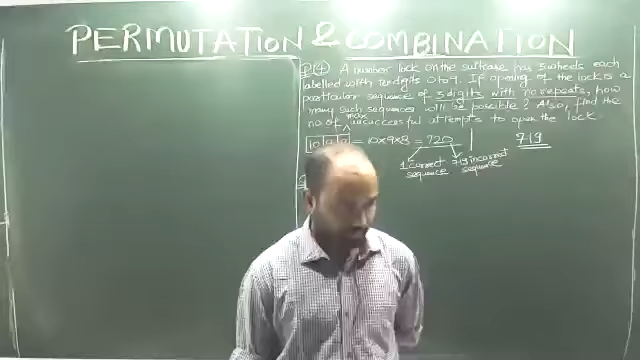 PERMUTATION & COMBINATION
A number lock on the suitcase has 3 wheels each
labelled with ten digits 0 to 9. If opening of the lock is a
particular sequence of 3 digits with no repeats, how
many such sequences will be possible? Also, find the
no of max unsuccessful attempts to open the lock.
10 9 8 = 10×9×8 = 720
719
1 correct sequence
719 incorrect sequence